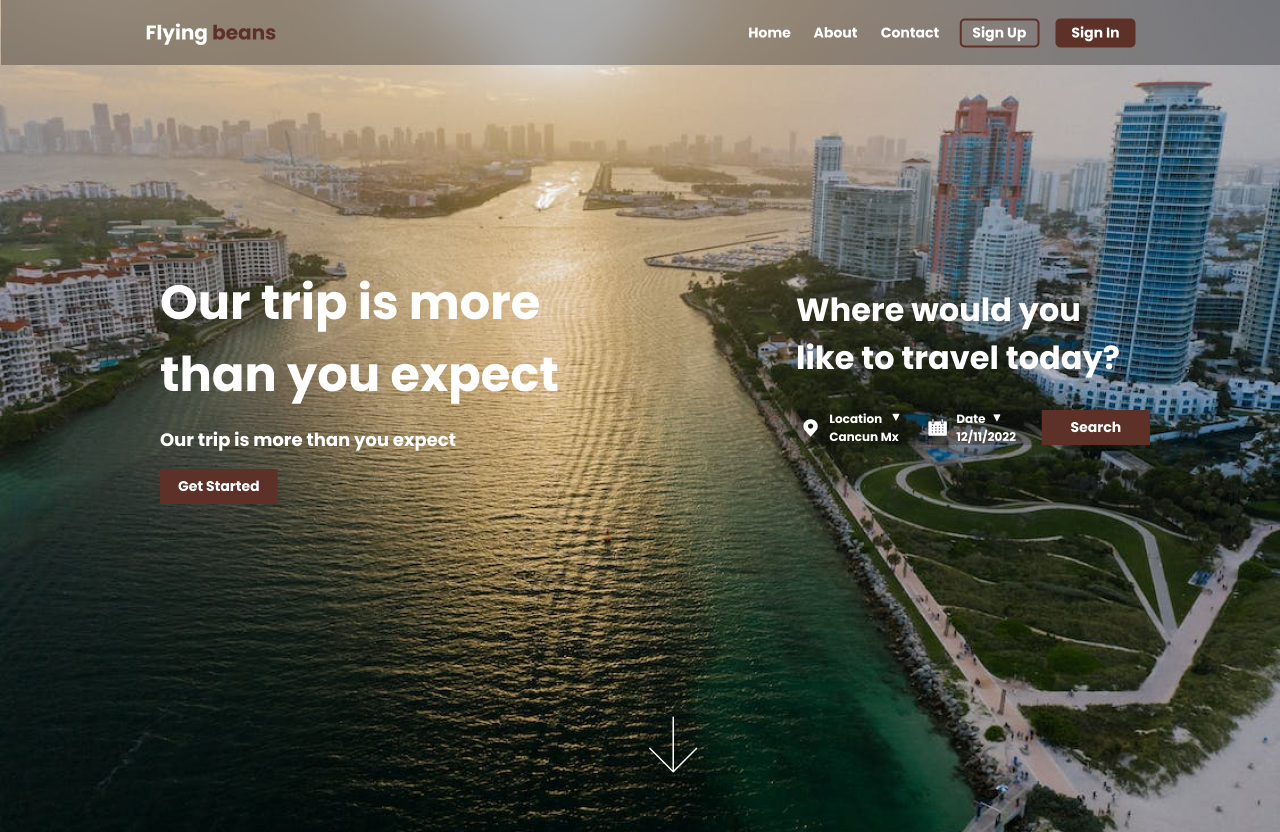 Flying beans
Home About Contact Sign Up Sign In
Our trip is more
than you expect
Our trip is more than you expect
Get Started
Where would you
like to travel today?
Location ▼ Date ▼
Cancun Mx 12/11/2022
Search